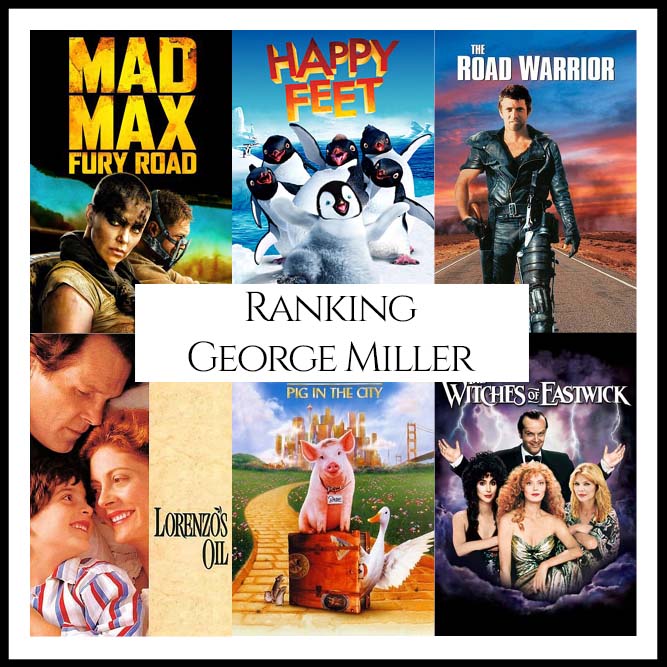 MAD
MAX
FURY ROAD
HAPPY
FEET
THE
ROAD WARRIOR
RANKING
GEORGE MILLER
LORENZO'S
OIL
PIG IN THE CITY
WITCHES OF EASTWICK